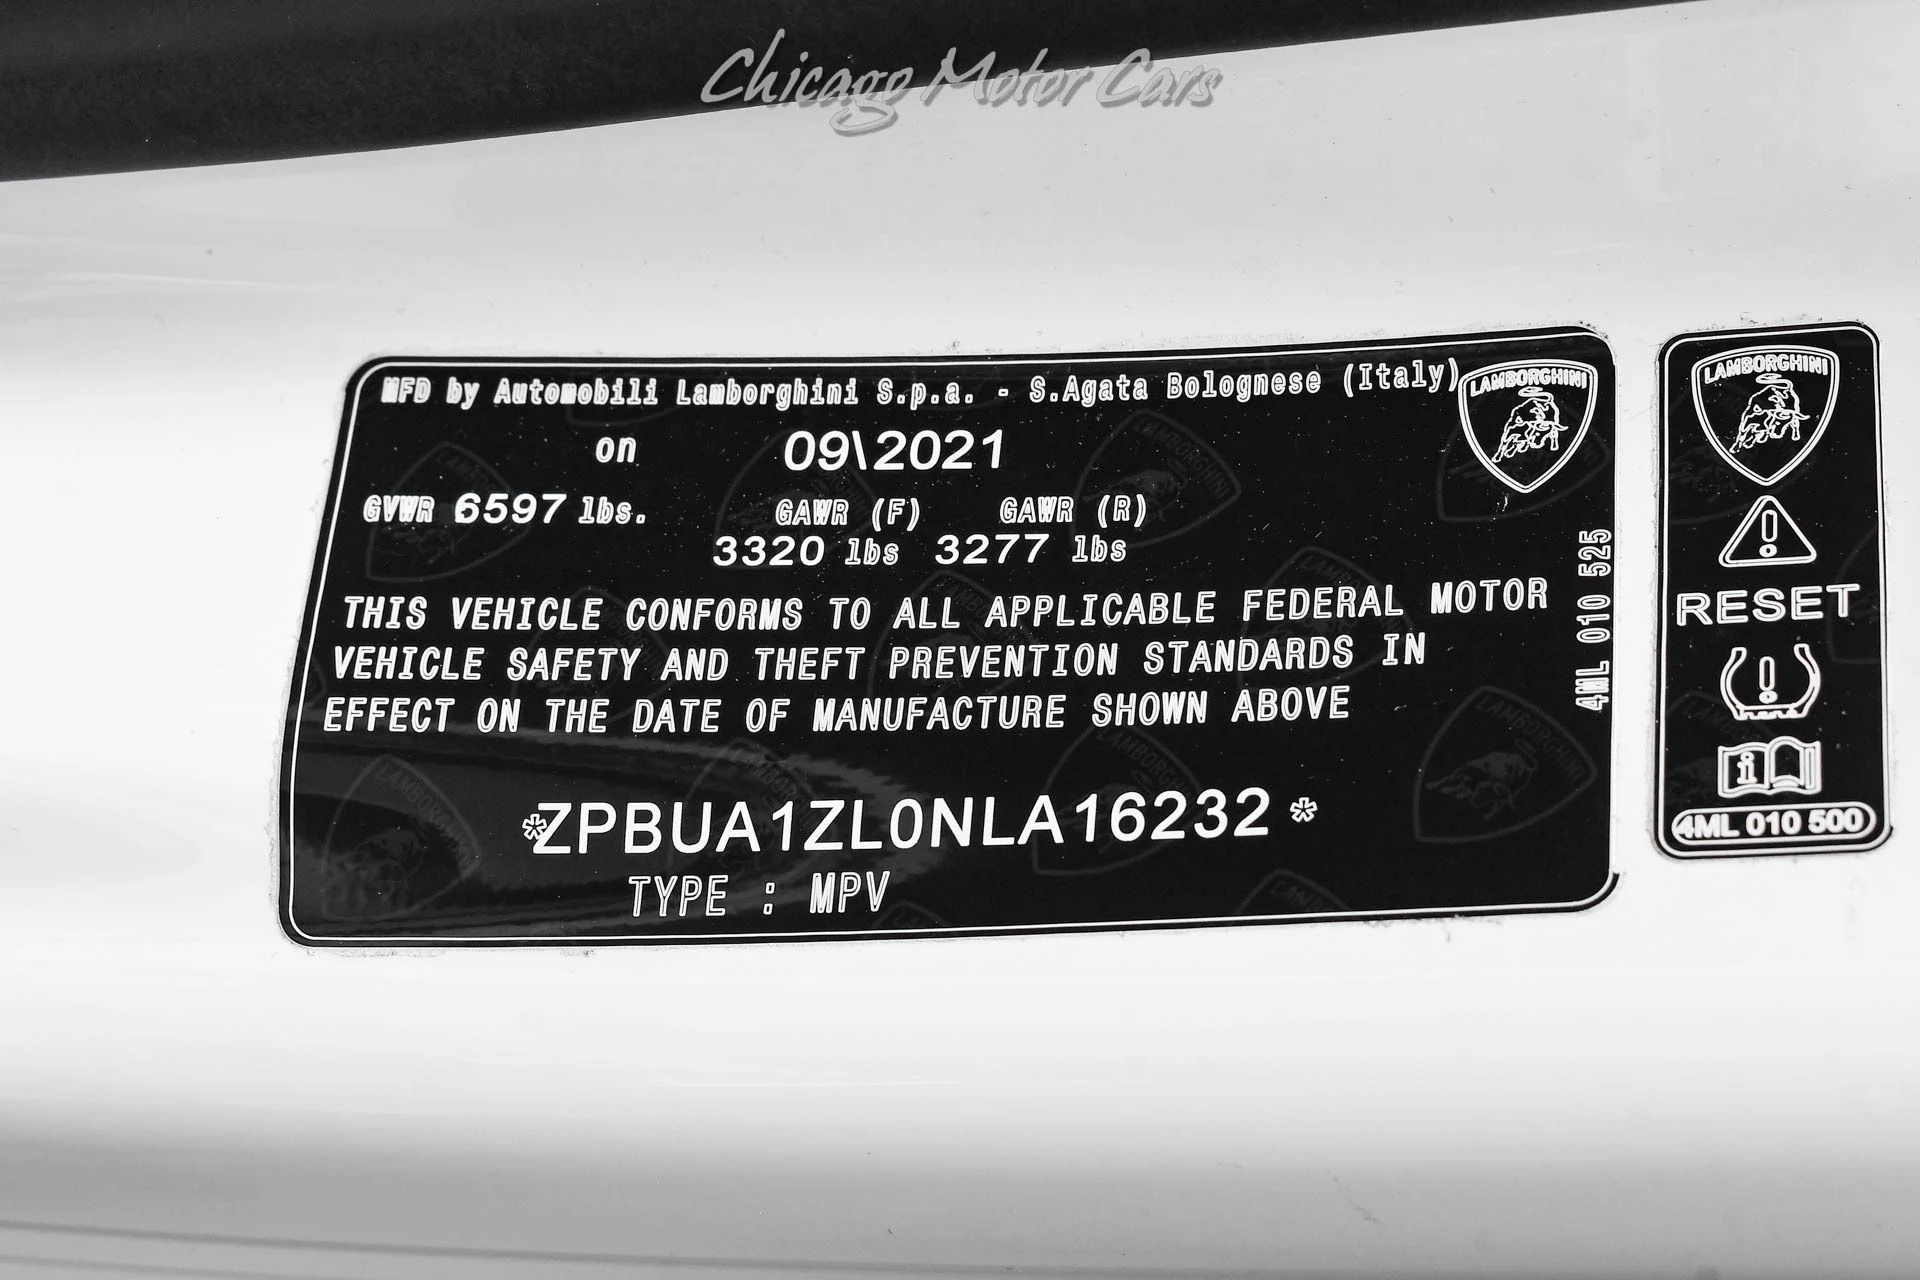 Chicago Motor Cars
MFD by Automobili Lamborghini S.p.a. - S.Agata Bolognese (Italy)
on 09\2021
GVWR 6597 lbs. GAWR (F) GAWR (R)
3320 lbs 3277 lbs
THIS VEHICLE CONFORMS TO ALL APPLICABLE FEDERAL MOTOR
VEHICLE SAFETY AND THEFT PREVENTION STANDARDS IN
EFFECT ON THE DATE OF MANUFACTURE SHOWN ABOVE
*ZPBUA1ZL0NLA16232*
TYPE : MPV
LAMBORGHINI
4ML 010 525
LAMBORGHINI
RESET
4ML 010 500